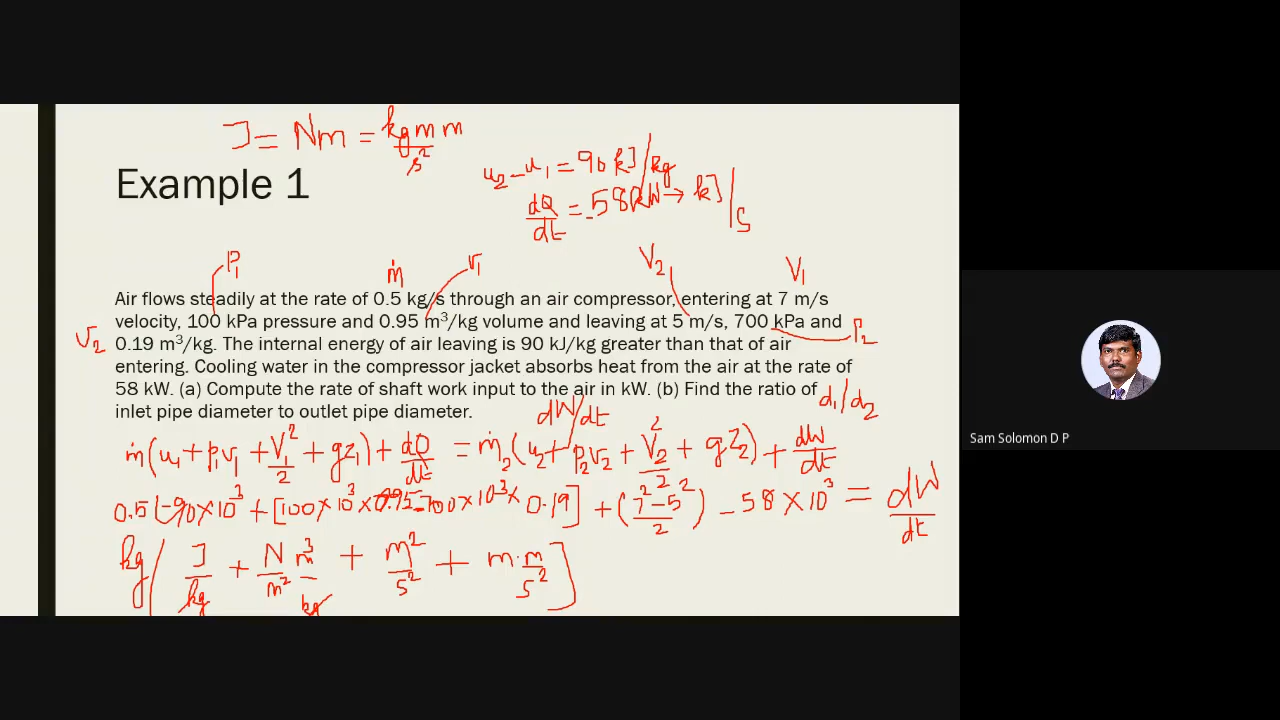 J = Nm = kg m m / s²
Example 1
u₂ - u₁ = 90 kJ/kg
dQ/dt = -58 kW → kJ/s
P₁ ṁ v₁ V₂ V₁
Air flows steadily at the rate of 0.5 kg/s through an air compressor, entering at 7 m/s
velocity, 100 kPa pressure and 0.95 m³/kg volume and leaving at 5 m/s, 700 kPa and
v₂ P₂
0.19 m³/kg. The internal energy of air leaving is 90 kJ/kg greater than that of air
entering. Cooling water in the compressor jacket absorbs heat from the air at the rate of
58 kW. (a) Compute the rate of shaft work input to the air in kW. (b) Find the ratio of
inlet pipe diameter to outlet pipe diameter. d₁/d₂
dW/dt
ṁ(u₁ + p₁v₁ + V₁²/2 + gz₁) + dQ/dt = ṁ₂(u₂ + p₂v₂ + V₂²/2 + gZ₂) + dW/dt
0.5(-90×10³ + [100×10³×0.95-700×10³×0.19] + (7²-5²/2) - 58×10³ = dW/dt
kg( J/kg + N/m² m³/kg + m²/s² + m·m/s² ]
Sam Solomon D P